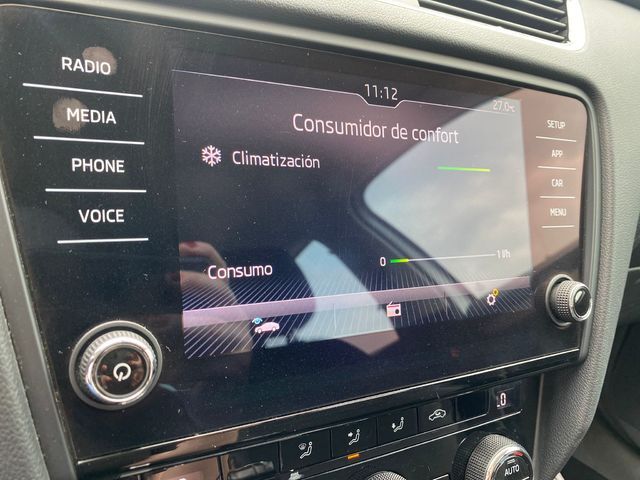 RADIO
MEDIA
PHONE
VOICE
11:12
27.0°C
Consumidor de confort
Climatización
Consumo
0
1 l/h
SETUP
APP
CAR
MENU
0
AUTO